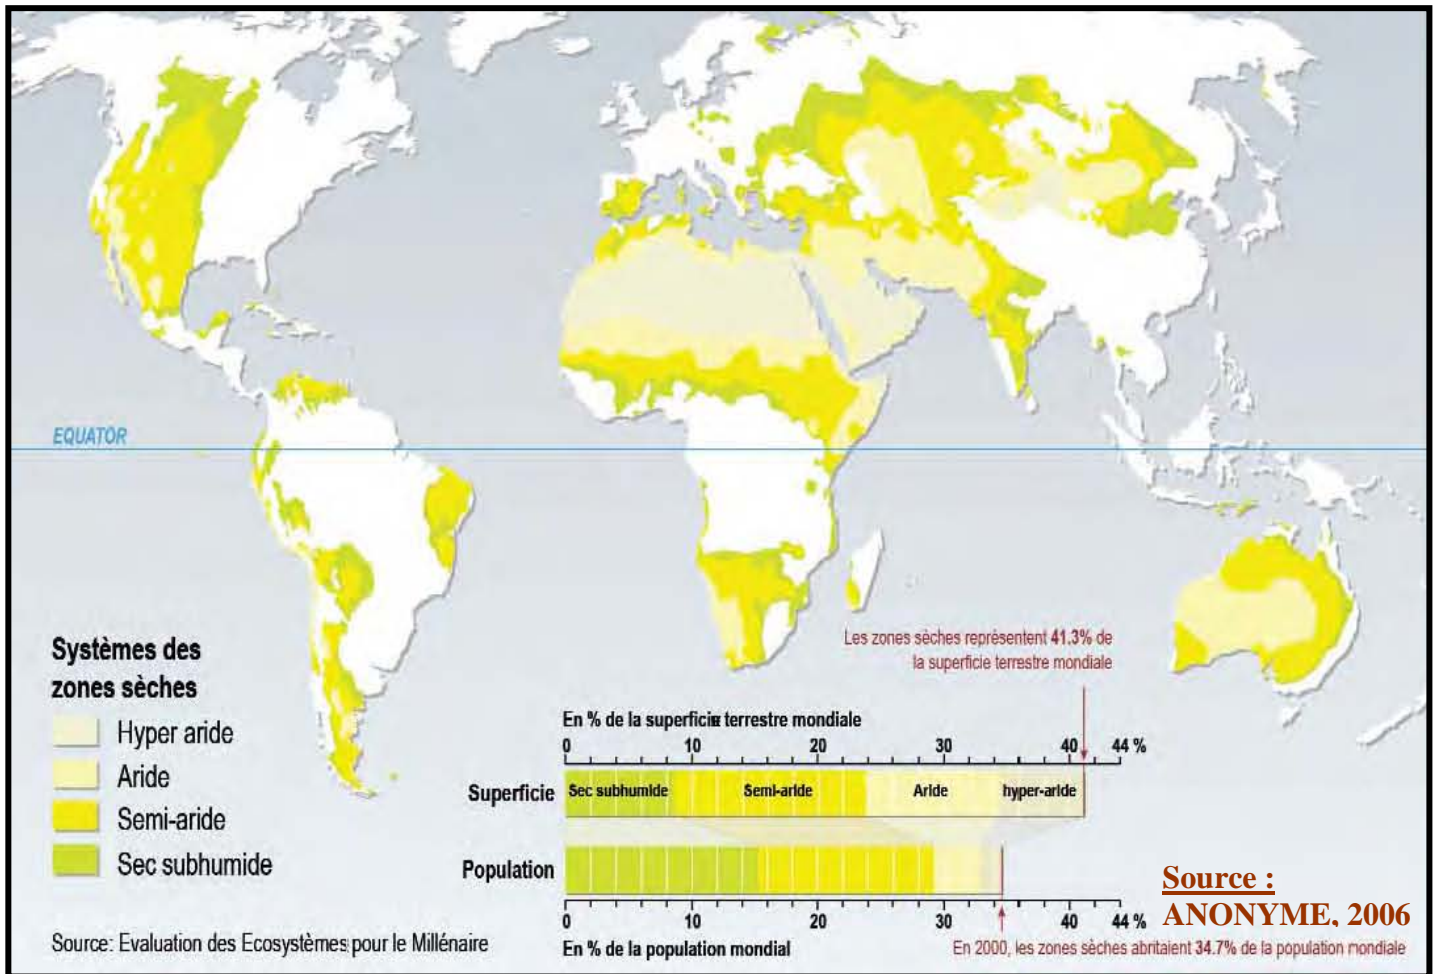 EQUATOR
Les zones sèches représentent 41.3% de
la superficie terrestre mondiale
Systèmes des
zones sèches
Hyper aride
Aride
Semi-aride
Sec subhumide
En % de la superficie terrestre mondiale
0 10 20 30 40 44 %
Superficie Sec subhumide Semi-aride Aride hyper-aride
Population
0 10 20 30 40 44 %
En % de la population mondial
En 2000, les zones sèches abritaient 34.7% de la population mondiale
Source: Evaluation des Ecosystèmes pour le Millénaire
Source :
ANONYME, 2006